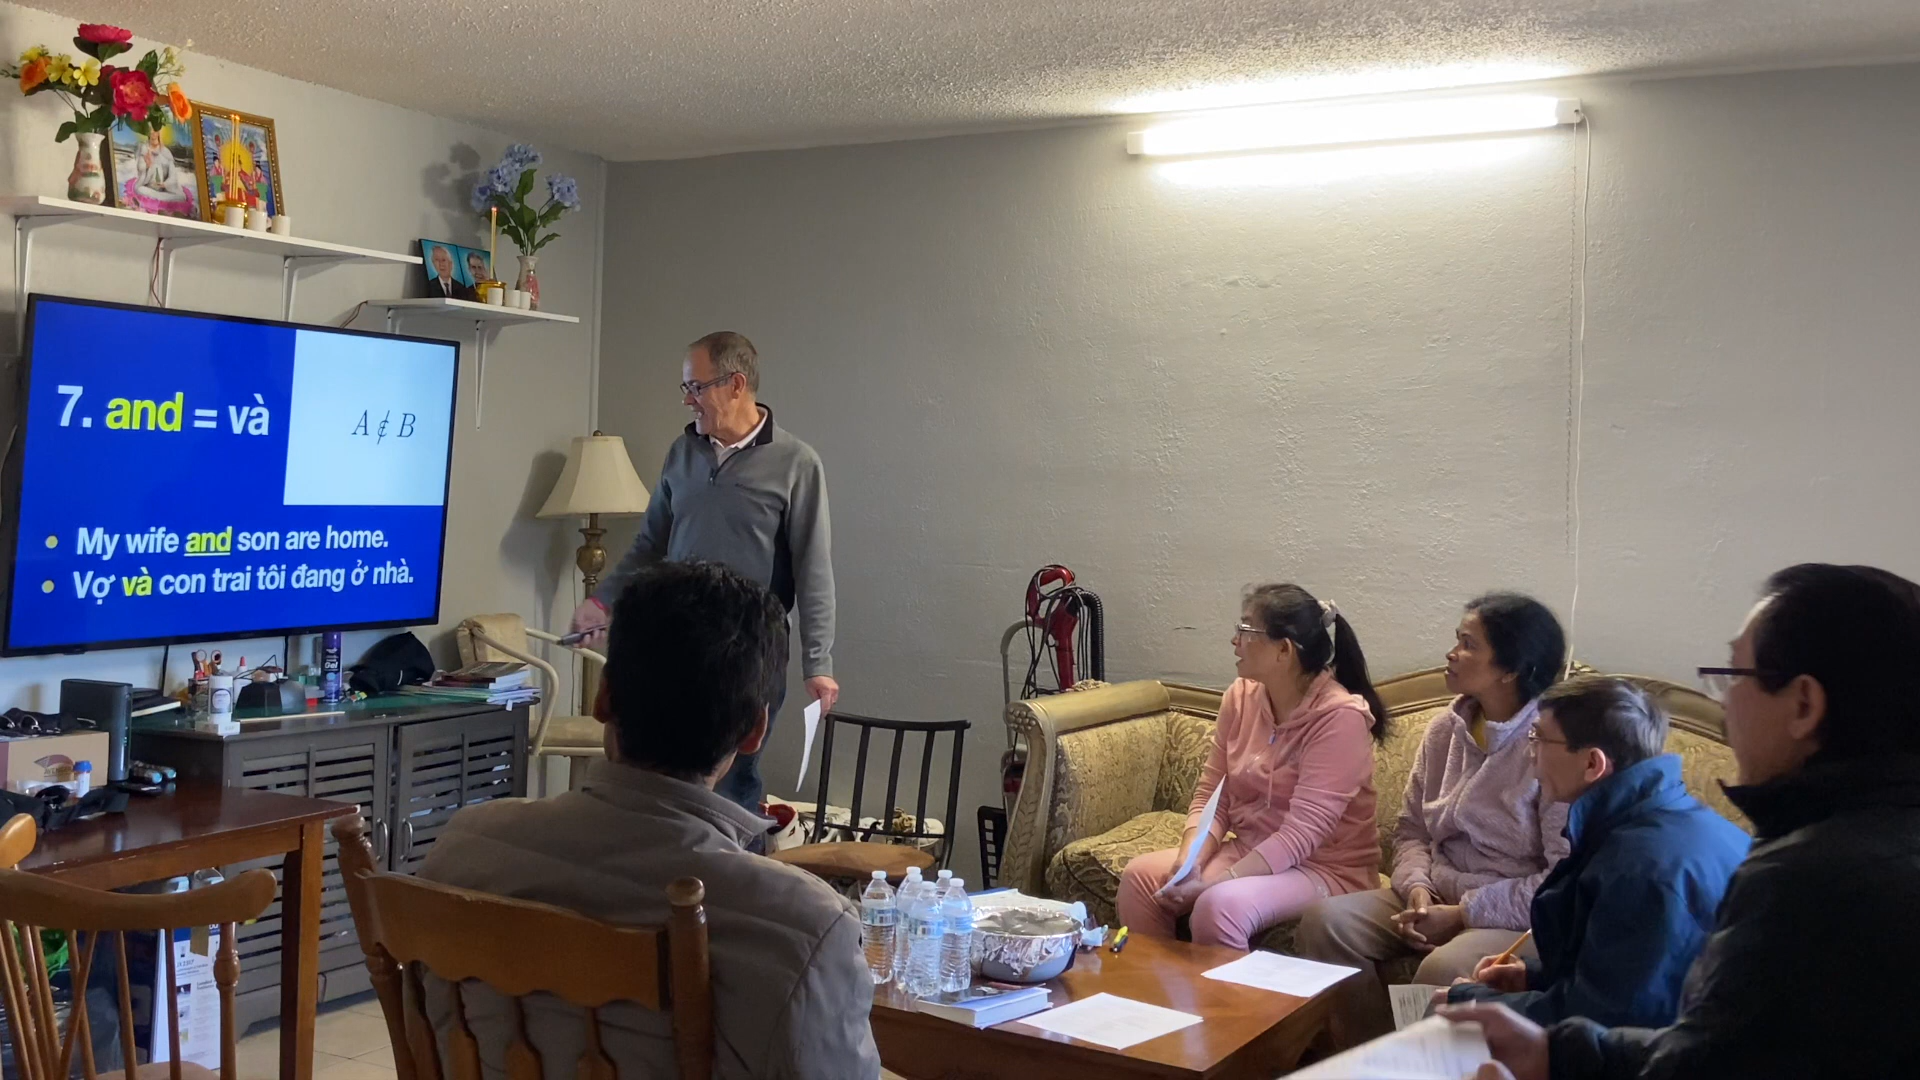 7. and = và
A & B
• My wife and son are home.
• Vợ và con trai tôi đang ở nhà.